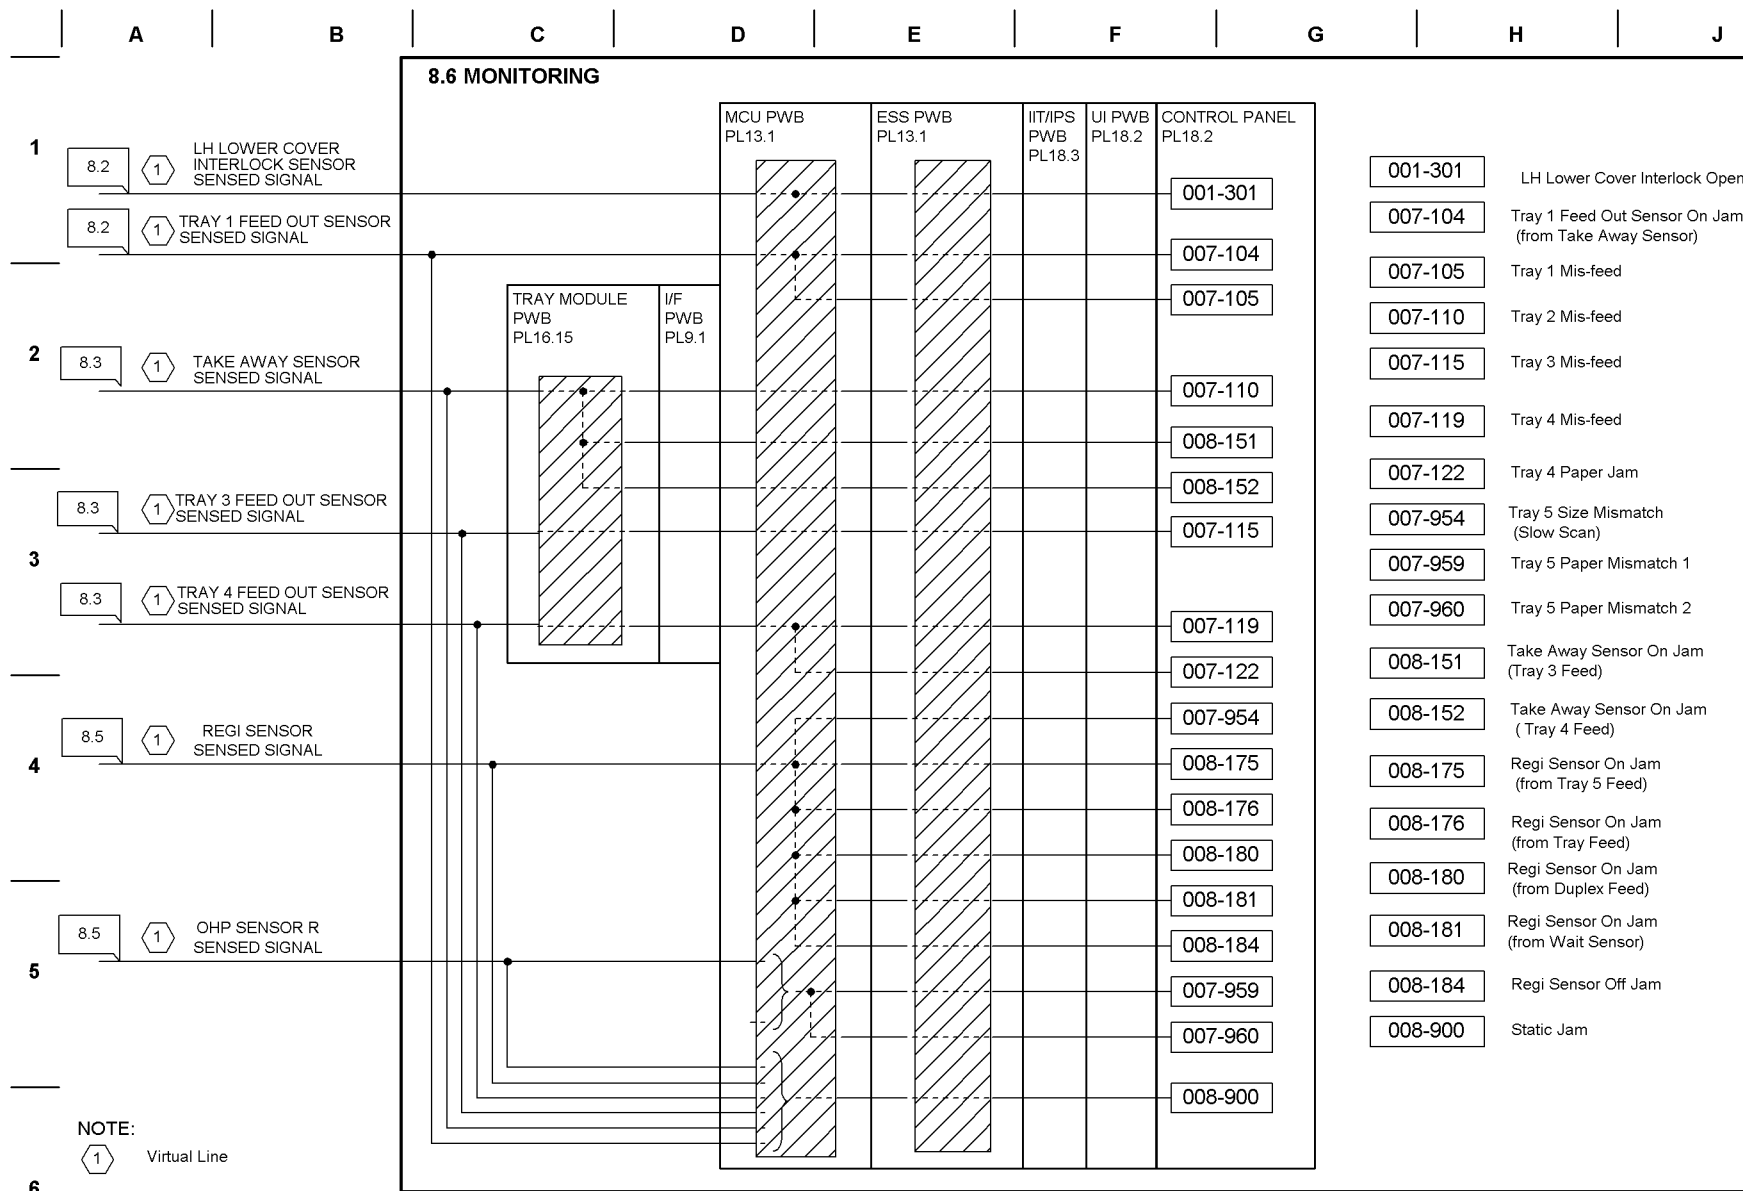 A B C D E F G H J
8.6 MONITORING
1
2
3
4
5
6
8.2
1
LH LOWER COVER
INTERLOCK SENSOR
SENSED SIGNAL
8.2
1
TRAY 1 FEED OUT SENSOR
SENSED SIGNAL
8.3
1
TAKE AWAY SENSOR
SENSED SIGNAL
8.3
1
TRAY 3 FEED OUT SENSOR
SENSED SIGNAL
8.3
1
TRAY 4 FEED OUT SENSOR
SENSED SIGNAL
8.5
1
REGI SENSOR
SENSED SIGNAL
8.5
1
OHP SENSOR R
SENSED SIGNAL
NOTE:
1 Virtual Line
TRAY MODULE
PWB
PL16.15
I/F
PWB
PL9.1
MCU PWB
PL13.1
ESS PWB
PL13.1
IIT/IPS
PWB
PL18.3
UI PWB
PL18.2
CONTROL PANEL
PL18.2
001-301
007-104
007-105
007-110
008-151
008-152
007-115
007-119
007-122
007-954
008-175
008-176
008-180
008-181
008-184
007-959
007-960
008-900
001-301 LH Lower Cover Interlock Open
007-104 Tray 1 Feed Out Sensor On Jam
(from Take Away Sensor)
007-105 Tray 1 Mis-feed
007-110 Tray 2 Mis-feed
007-115 Tray 3 Mis-feed
007-119 Tray 4 Mis-feed
007-122 Tray 4 Paper Jam
007-954 Tray 5 Size Mismatch
(Slow Scan)
007-959 Tray 5 Paper Mismatch 1
007-960 Tray 5 Paper Mismatch 2
008-151 Take Away Sensor On Jam
(Tray 3 Feed)
008-152 Take Away Sensor On Jam
( Tray 4 Feed)
008-175 Regi Sensor On Jam
(from Tray 5 Feed)
008-176 Regi Sensor On Jam
(from Tray Feed)
008-180 Regi Sensor On Jam
(from Duplex Feed)
008-181 Regi Sensor On Jam
(from Wait Sensor)
008-184 Regi Sensor Off Jam
008-900 Static Jam